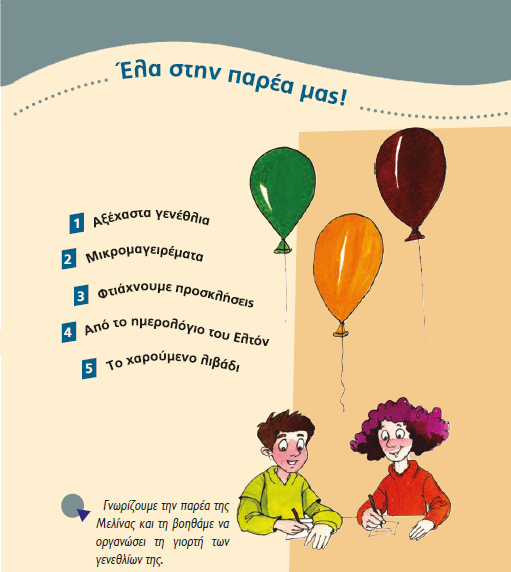 Έλα στην παρέα μας!
1 Αξέχαστα γενέθλια
2 Μικρομαγειρέματα
3 Φτιάχνουμε προσκλήσεις
4 Από το ημερολόγιο του Ελτόν
5 Το χαρούμενο λιβάδι
Γνωρίζουμε την παρέα της
Μελίνας και τη βοηθάμε να
οργανώσει τη γιορτή των
γενεθλίων της.